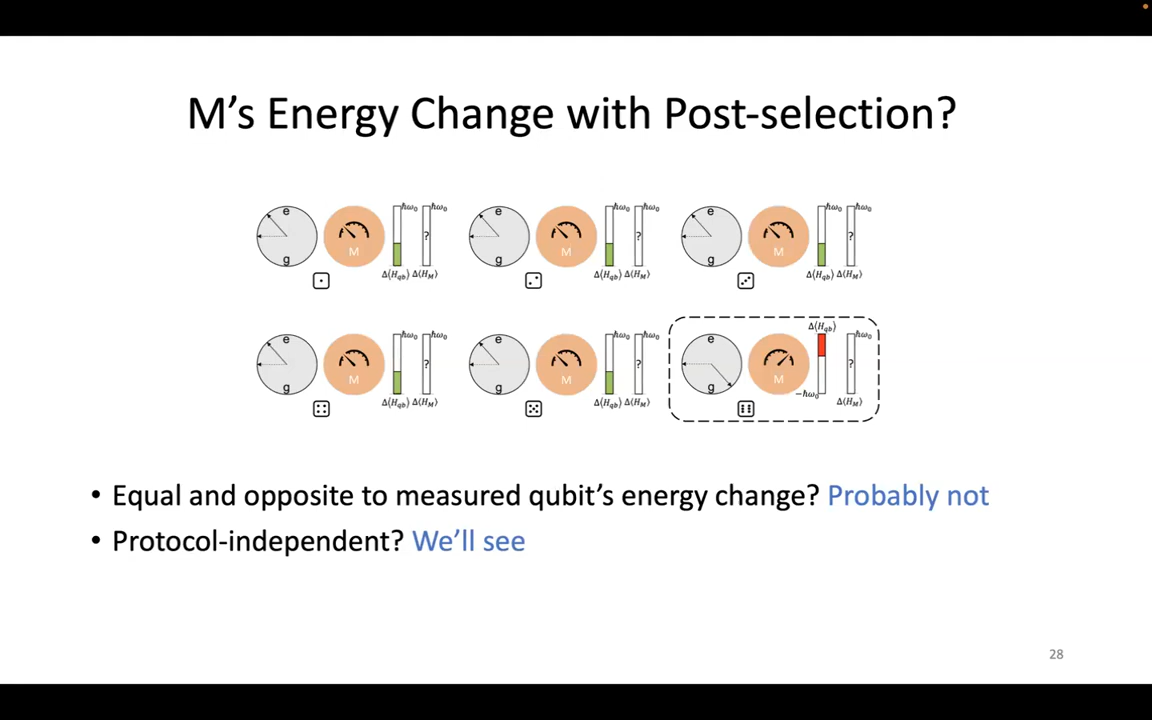 M's Energy Change with Post-selection?
e g M ħω₀ ħω₀ ? Δ⟨H_qb⟩ Δ⟨H_M⟩
e g M ħω₀ ħω₀ ? Δ⟨H_qb⟩ Δ⟨H_M⟩
e g M ħω₀ ħω₀ ? Δ⟨H_qb⟩ Δ⟨H_M⟩
e g M ħω₀ ħω₀ ? Δ⟨H_qb⟩ Δ⟨H_M⟩
e g M ħω₀ ħω₀ ? Δ⟨H_qb⟩ Δ⟨H_M⟩
e g M Δ⟨H_qb⟩ −ħω₀ ħω₀ ? Δ⟨H_M⟩
• Equal and opposite to measured qubit's energy change? Probably not
• Protocol-independent? We'll see
28